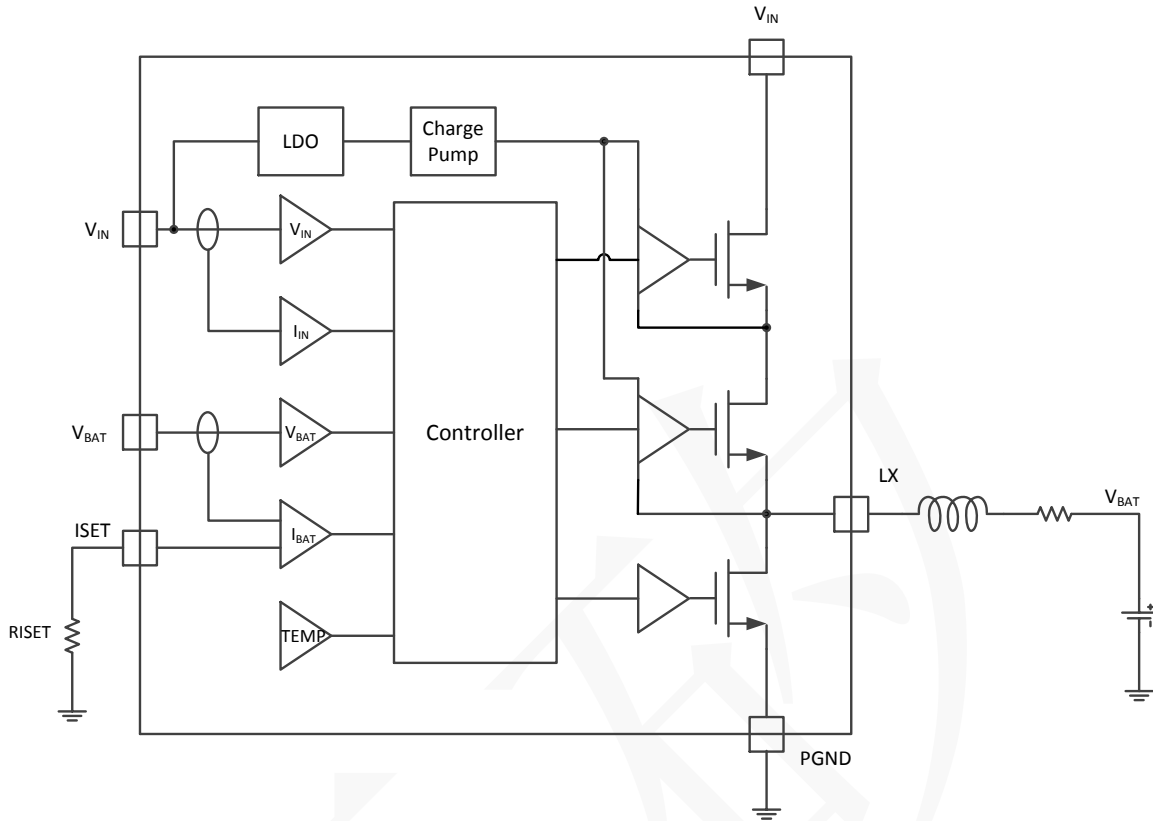 VIN
LDO
Charge
Pump
VIN
VIN
IIN
VBAT
VBAT
Controller
LX
VBAT
ISET
IBAT
RISET
TEMP
+
PGND